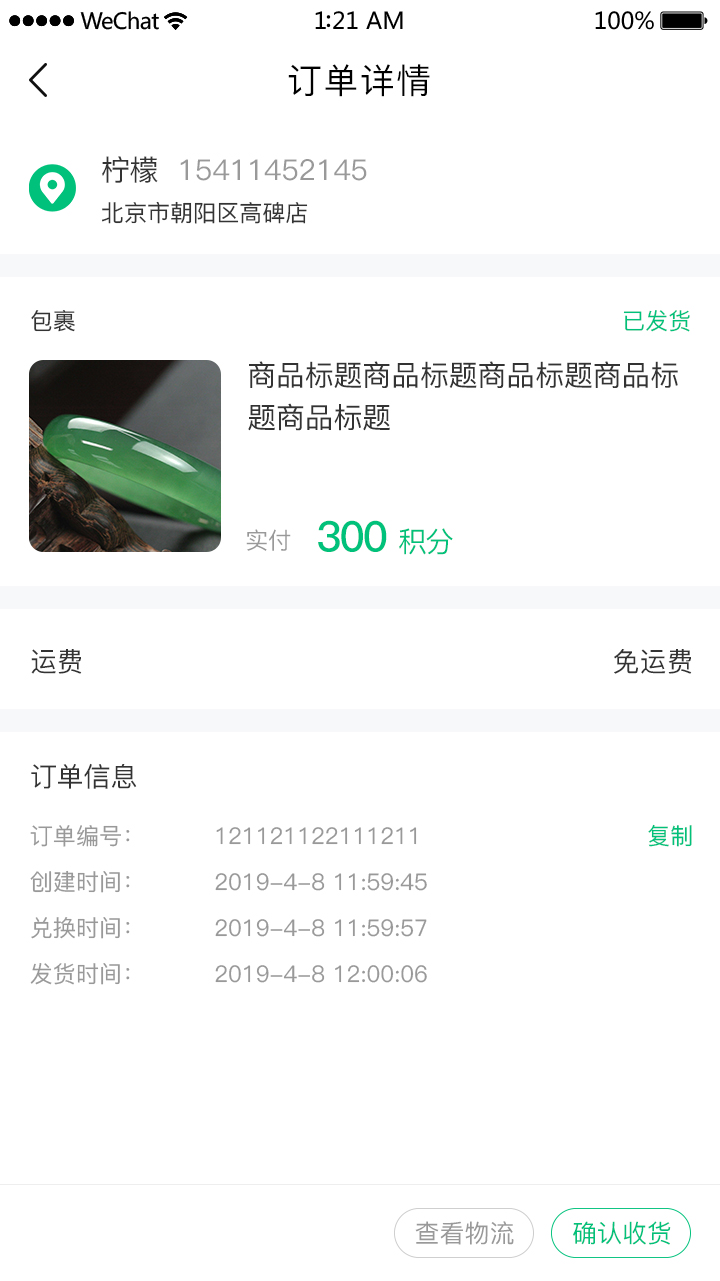 WeChat 1:21 AM 100%
订单详情
柠檬 15411452145
北京市朝阳区高碑店
包裹 已发货
商品标题商品标题商品标题商品标
题商品标题
实付 300 积分
运费 免运费
订单信息
订单编号: 121121122111211 复制
创建时间: 2019-4-8 11:59:45
兑换时间: 2019-4-8 11:59:57
发货时间: 2019-4-8 12:00:06
查看物流 确认收货